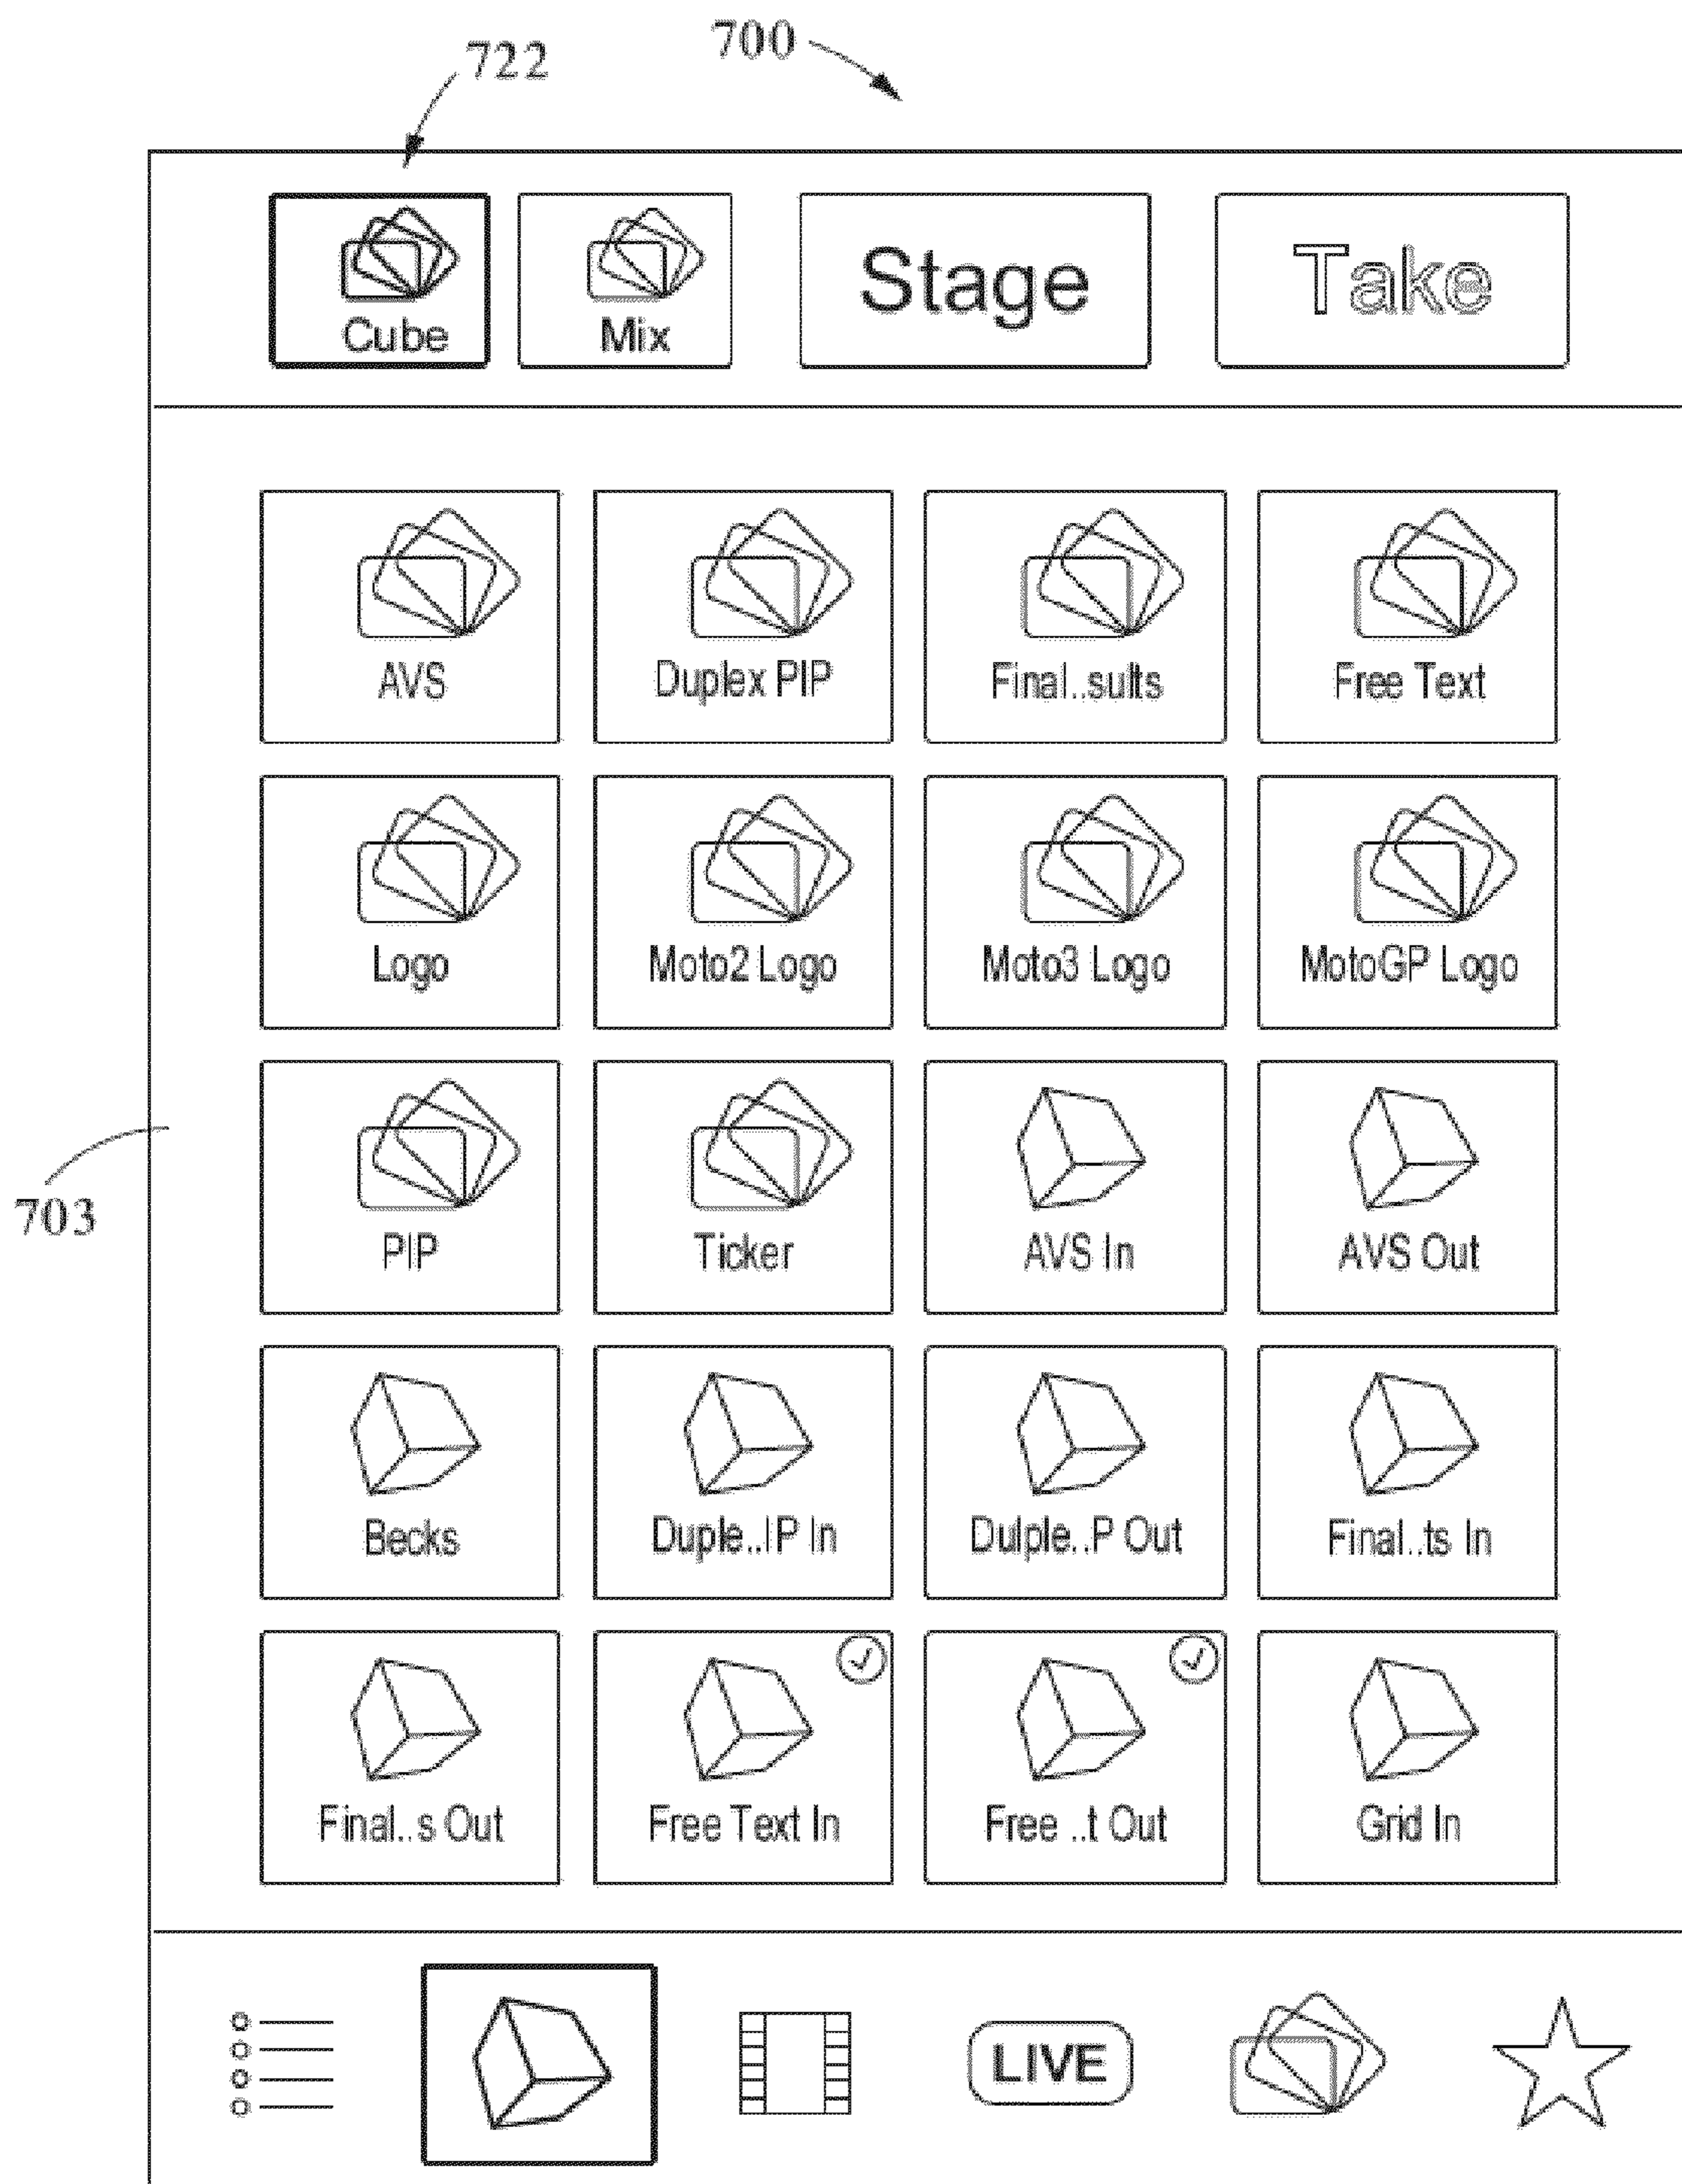 700
722
Cube Mix Stage Take
AVS Duplex PIP Final..sults Free Text
Logo Moto2 Logo Moto3 Logo MotoGP Logo
703
PIP Ticker AVS In AVS Out
Becks Duple..IP In Dulple..P Out Final..ts In
Final..s Out Free Text In Free ..t Out Grid In
LIVE